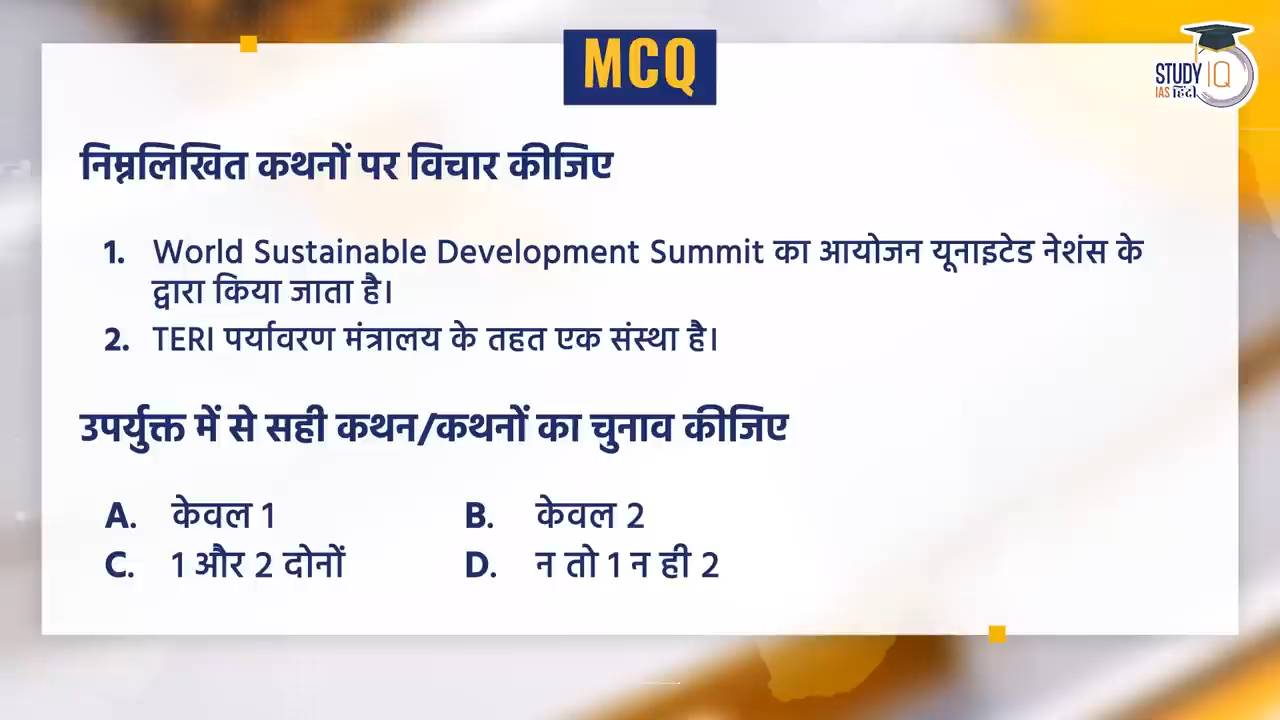 MCQ
STUDY IQ
IAS हिंदी
निम्नलिखित कथनों पर विचार कीजिए
1. World Sustainable Development Summit का आयोजन यूनाइटेड नेशंस के
द्वारा किया जाता है।
2. TERI पर्यावरण मंत्रालय के तहत एक संस्था है।
उपर्युक्त में से सही कथन/कथनों का चुनाव कीजिए
A. केवल 1 B. केवल 2
C. 1 और 2 दोनों D. न तो 1 न ही 2